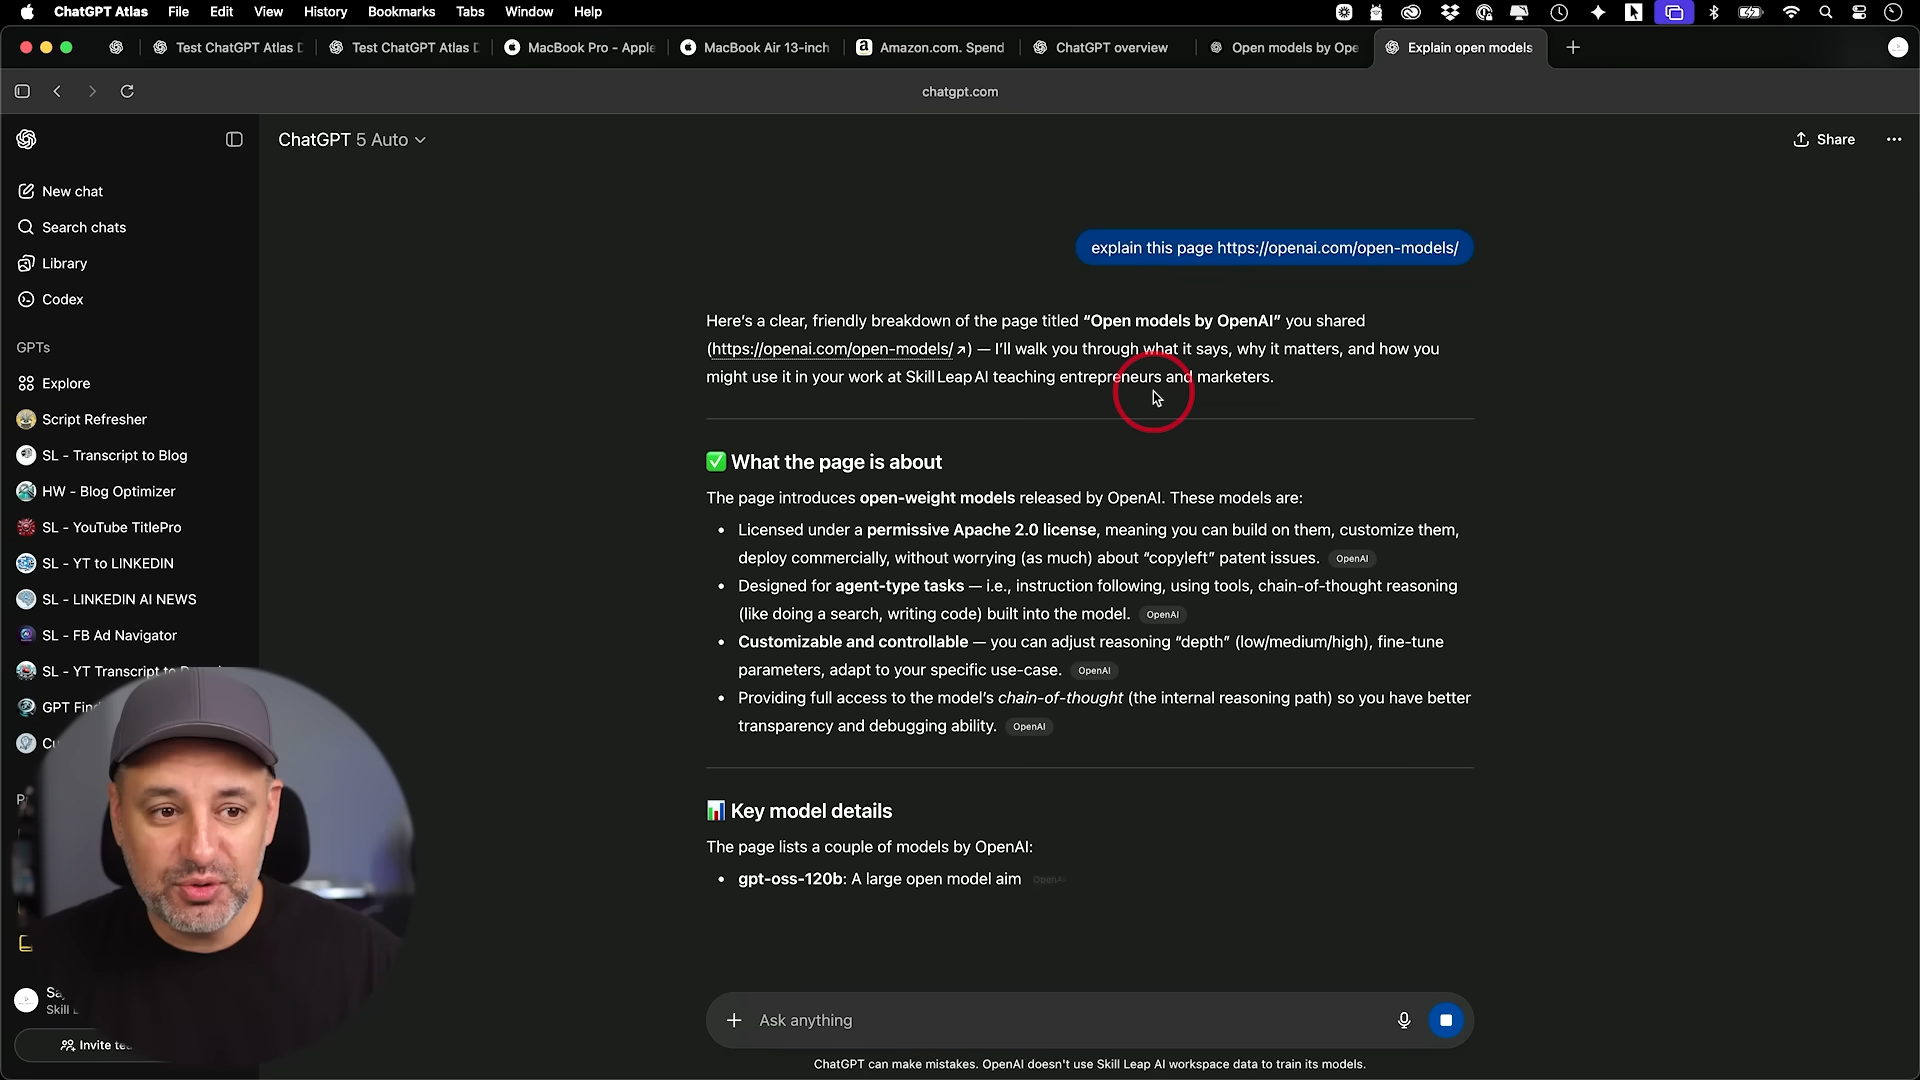 ChatGPT Atlas File Edit View History Bookmarks Tabs Window Help
Test ChatGPT Atlas D Test ChatGPT Atlas D MacBook Pro - Apple MacBook Air 13-inch Amazon.com. Spend ChatGPT overview Open models by Ope Explain open models
chatgpt.com
ChatGPT 5 Auto
Share
New chat
Search chats
Library
Codex
GPTs
Explore
Script Refresher
SL - Transcript to Blog
HW - Blog Optimizer
SL - YouTube TitlePro
SL - YT to LINKEDIN
SL - LINKEDIN AI NEWS
SL - FB Ad Navigator
SL - YT Transcript to
GPT Fin
Cu
P
Sa
Skill L
Invite tea
explain this page https://openai.com/open-models/
Here's a clear, friendly breakdown of the page titled “Open models by OpenAI” you shared
(https://openai.com/open-models/↗) — I'll walk you through what it says, why it matters, and how you
might use it in your work at Skill Leap AI teaching entrepreneurs and marketers.
✅ What the page is about
The page introduces open-weight models released by OpenAI. These models are:
• Licensed under a permissive Apache 2.0 license, meaning you can build on them, customize them,
deploy commercially, without worrying (as much) about “copyleft” patent issues. OpenAI
• Designed for agent-type tasks — i.e., instruction following, using tools, chain-of-thought reasoning
(like doing a search, writing code) built into the model. OpenAI
• Customizable and controllable — you can adjust reasoning “depth” (low/medium/high), fine-tune
parameters, adapt to your specific use-case. OpenAI
• Providing full access to the model's chain-of-thought (the internal reasoning path) so you have better
transparency and debugging ability. OpenAI
📊 Key model details
The page lists a couple of models by OpenAI:
• gpt-oss-120b: A large open model aim OpenAI
Ask anything
ChatGPT can make mistakes. OpenAI doesn't use Skill Leap AI workspace data to train its models.